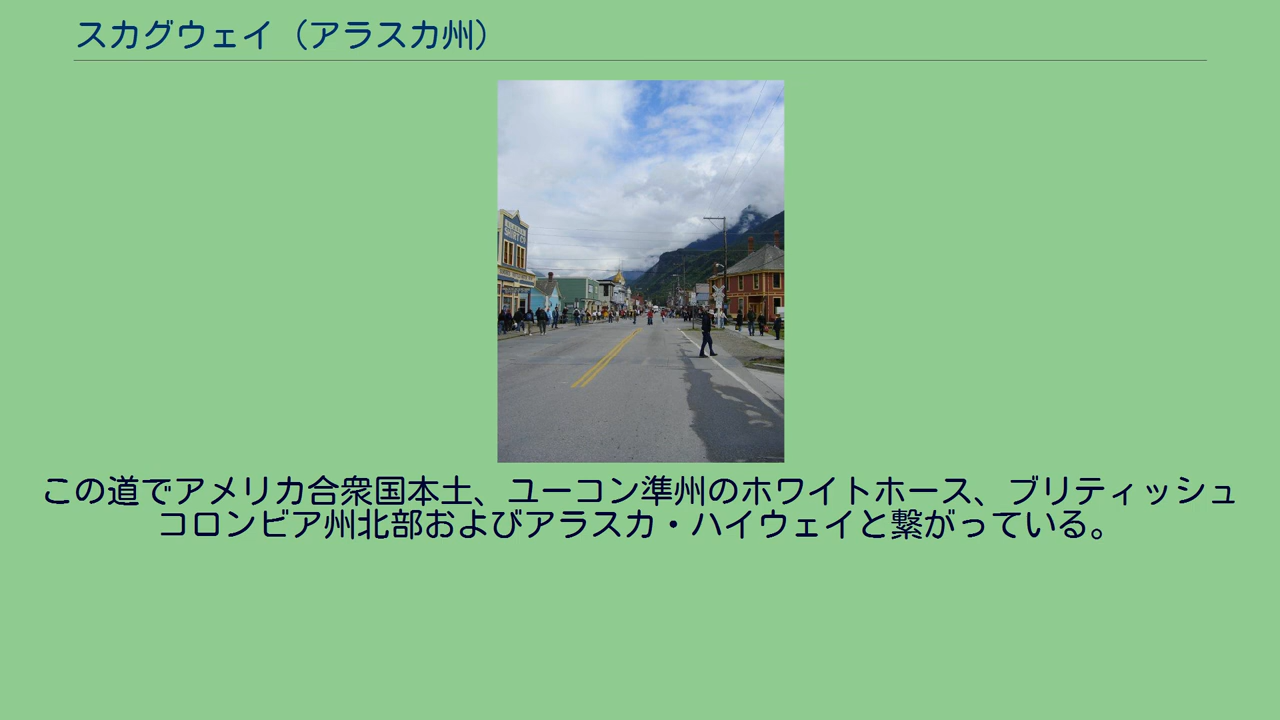 スカグウェイ（アラスカ州）
この道でアメリカ合衆国本土、ユーコン準州のホワイトホース、ブリティッシュ
コロンビア州北部およびアラスカ・ハイウェイと繋がっている。